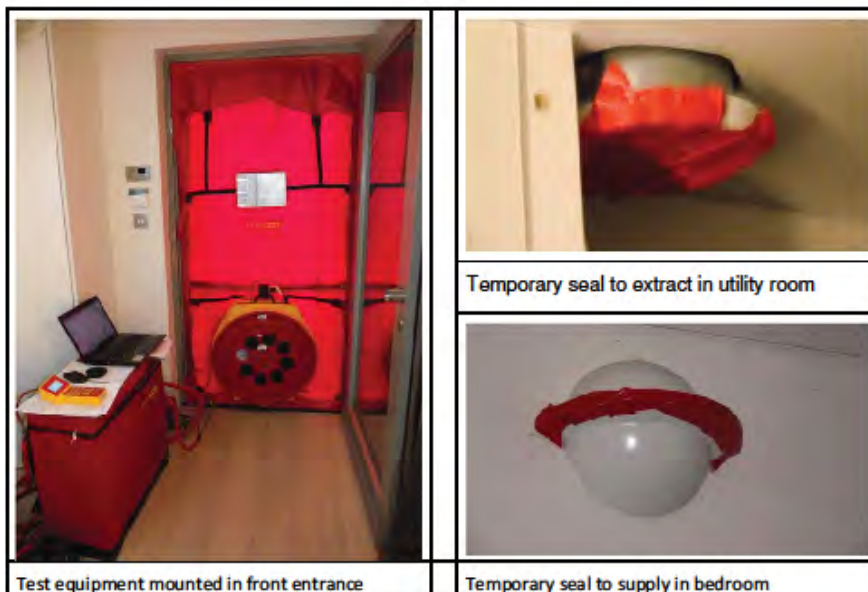 Temporary seal to extract in utility room
Test equipment mounted in front entrance
Temporary seal to supply in bedroom